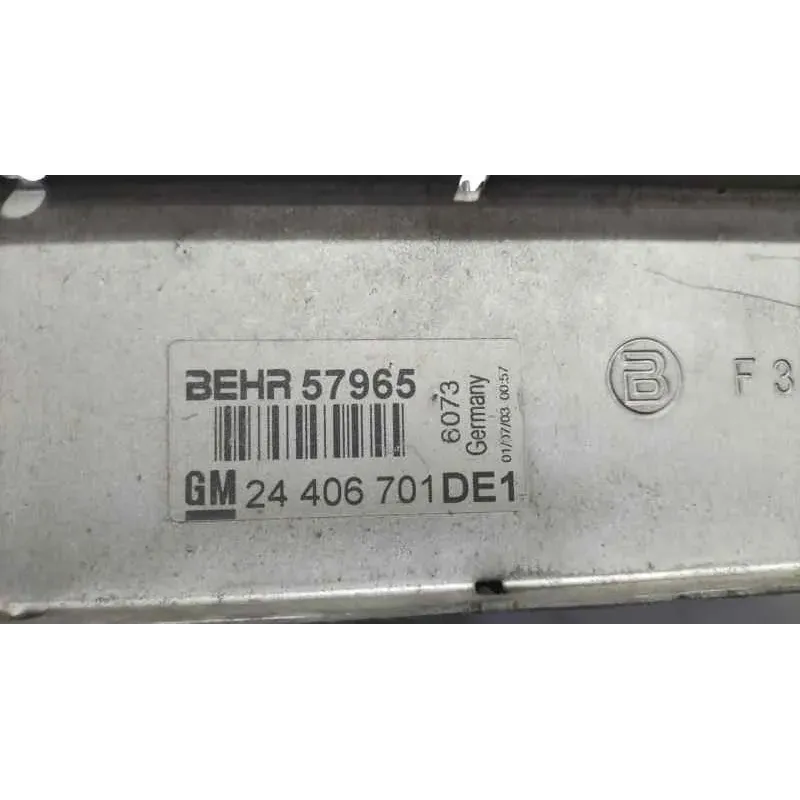 BEHR 57965
6073
Germany
01/07/03 00:57
GM 24 406 701 DE1
B F 3